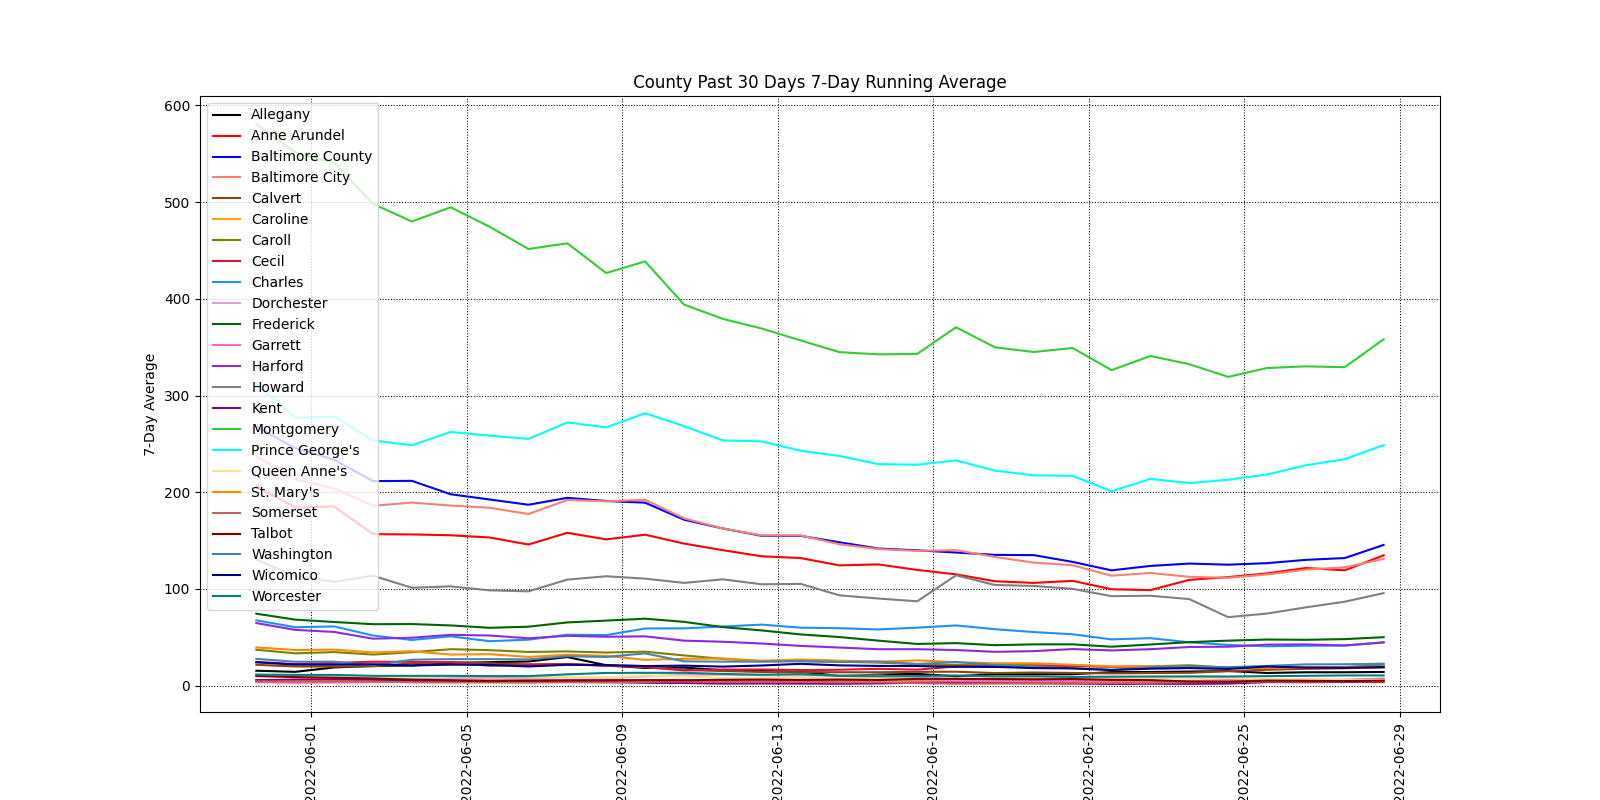 County Past 30 Days 7-Day Running Average
7-Day Average
600
500
400
300
200
100
0
Allegany
Anne Arundel
Baltimore County
Baltimore City
Calvert
Caroline
Caroll
Cecil
Charles
Dorchester
Frederick
Garrett
Harford
Howard
Kent
Montgomery
Prince George's
Queen Anne's
St. Mary's
Somerset
Talbot
Washington
Wicomico
Worcester
2022-06-01
2022-06-05
2022-06-09
2022-06-13
2022-06-17
2022-06-21
2022-06-25
2022-06-29